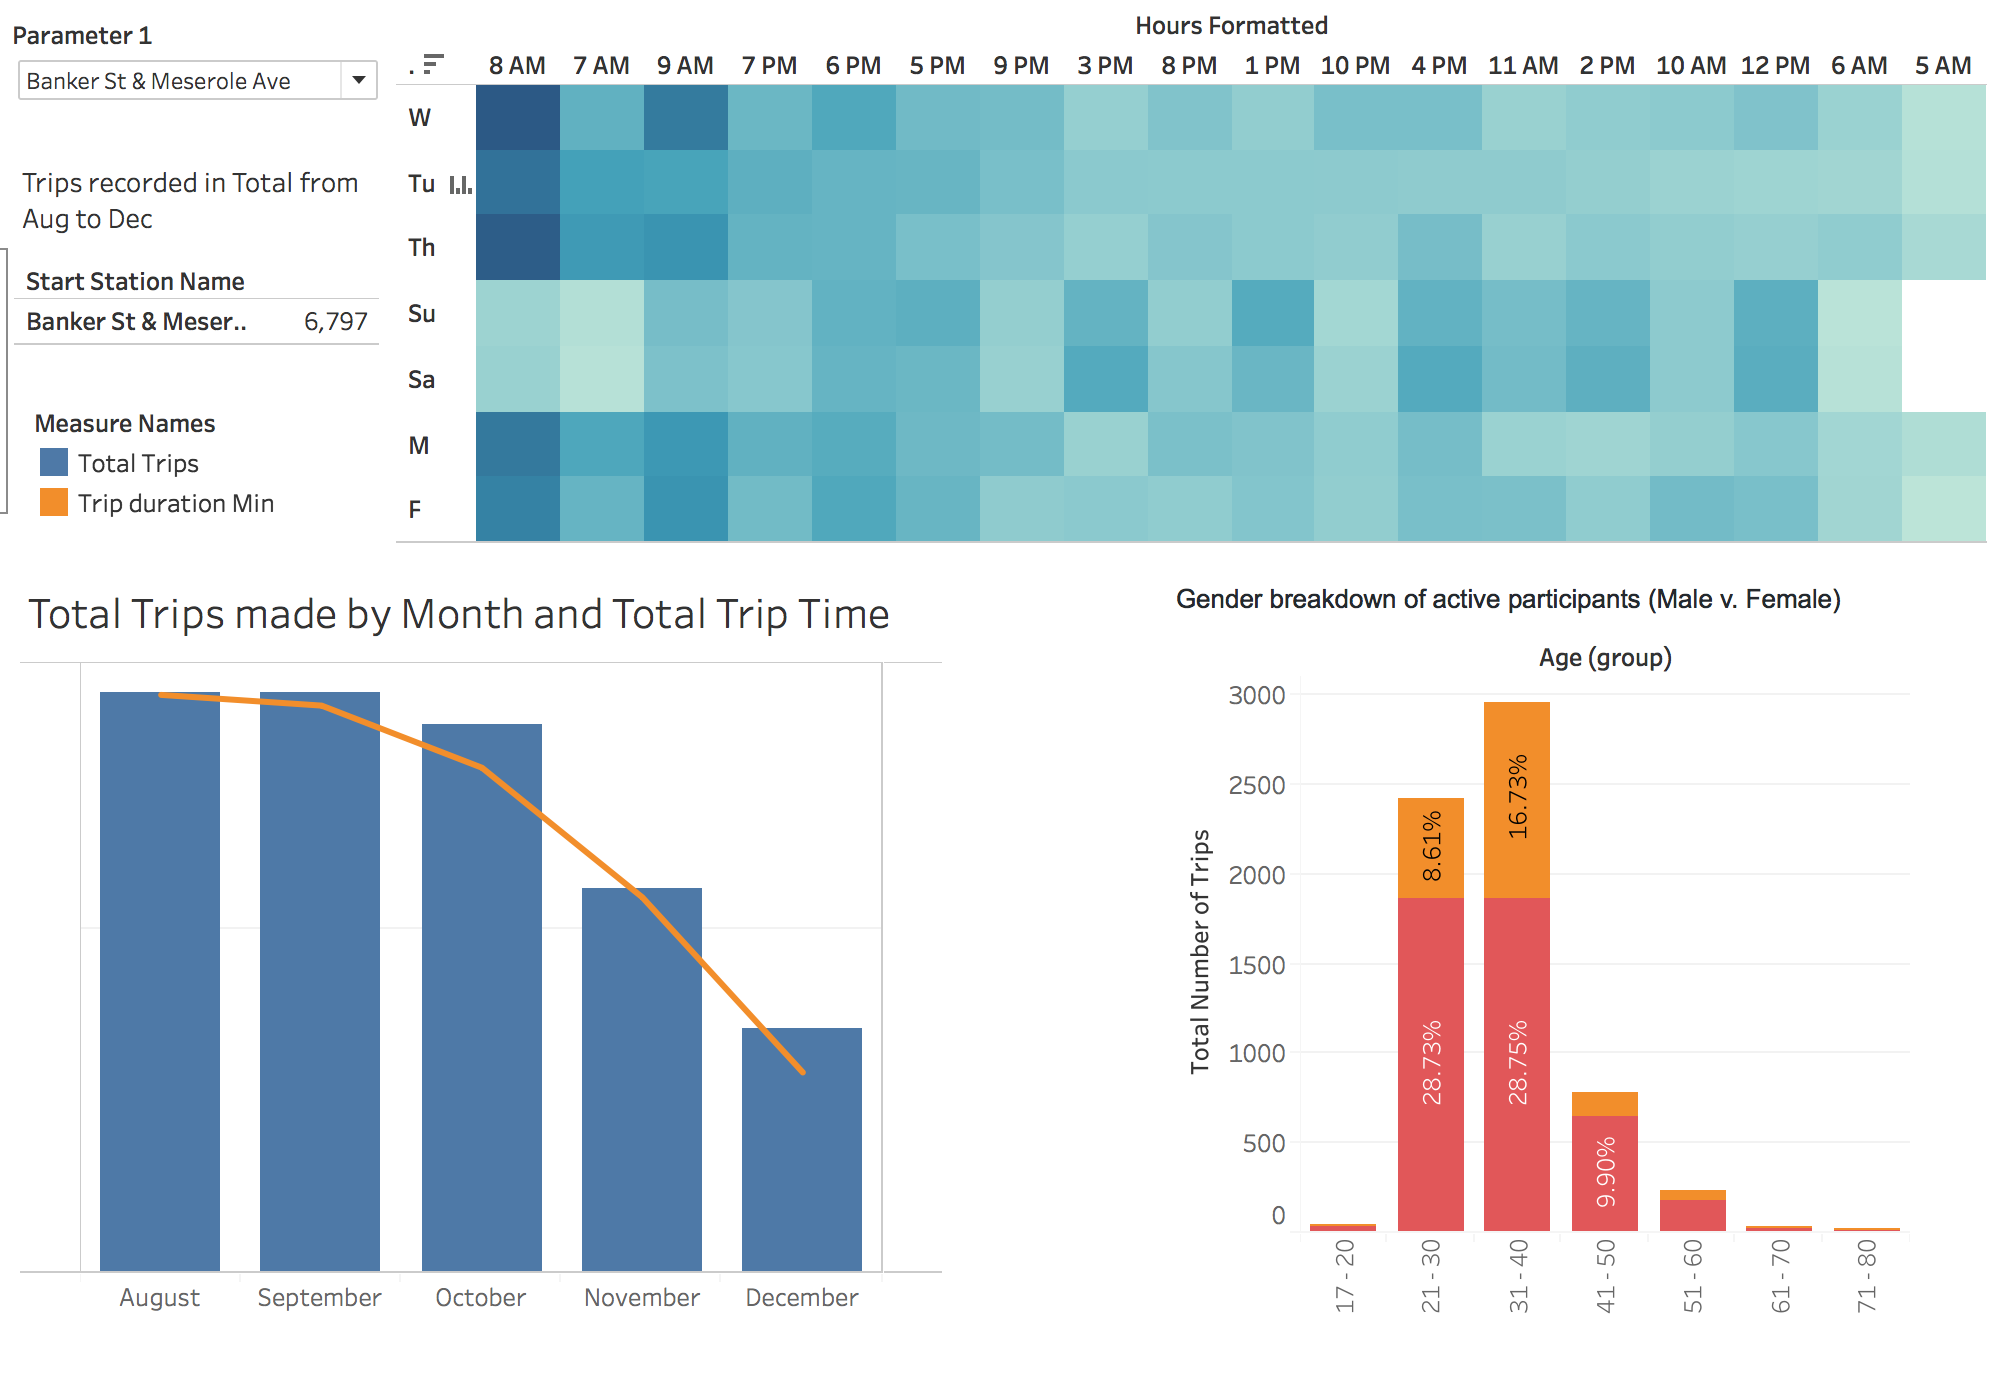 Parameter 1
Banker St & Meserole Ave
Trips recorded in Total from
Aug to Dec
Start Station Name
Banker St & Meser.. 6,797
Measure Names
Total Trips
Trip duration Min
Hours Formatted
. 8 AM 7 AM 9 AM 7 PM 6 PM 5 PM 9 PM 3 PM 8 PM 1 PM 10 PM 4 PM 11 AM 2 PM 10 AM 12 PM 6 AM 5 AM
W
Tu
Th
Su
Sa
M
F
Total Trips made by Month and Total Trip Time
August September October November December
Gender breakdown of active participants (Male v. Female)
Age (group)
Total Number of Trips
3000
2500
2000
1500
1000
500
0
8.61%
16.73%
28.73%
28.75%
9.90%
17 - 20
21 - 30
31 - 40
41 - 50
51 - 60
61 - 70
71 - 80